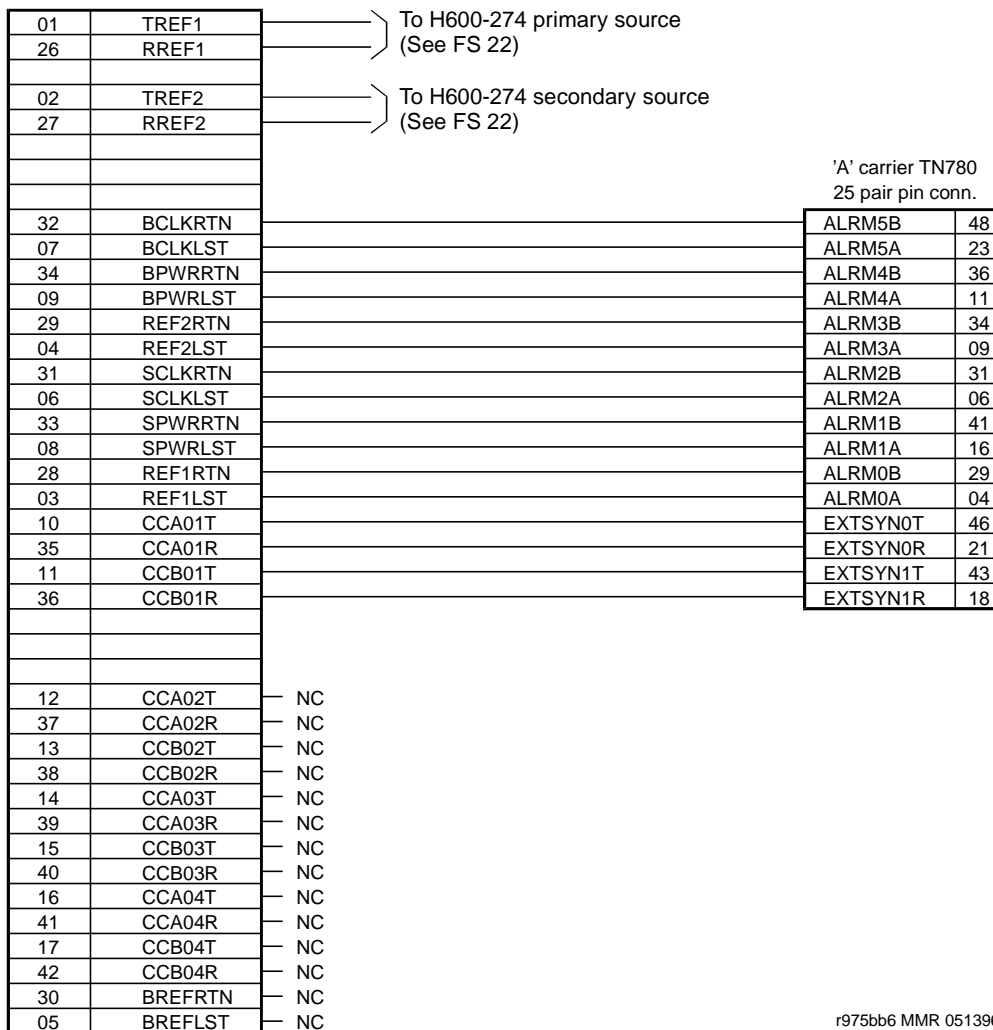 01 TREF1 To H600-274 primary source
26 RREF1 (See FS 22)
02 TREF2 To H600-274 secondary source
27 RREF2 (See FS 22)
'A' carrier TN780
25 pair pin conn.
32 BCLKRTN ALRM5B 48
07 BCLKLST ALRM5A 23
34 BPWRRTN ALRM4B 36
09 BPWRLST ALRM4A 11
29 REF2RTN ALRM3B 34
04 REF2LST ALRM3A 09
31 SCLKRTN ALRM2B 31
06 SCLKLST ALRM2A 06
33 SPWRRTN ALRM1B 41
08 SPWRLST ALRM1A 16
28 REF1RTN ALRM0B 29
03 REF1LST ALRM0A 04
10 CCA01T EXTSYN0T 46
35 CCA01R EXTSYN0R 21
11 CCB01T EXTSYN1T 43
36 CCB01R EXTSYN1R 18
12 CCA02T NC
37 CCA02R NC
13 CCB02T NC
38 CCB02R NC
14 CCA03T NC
39 CCA03R NC
15 CCB03T NC
40 CCB03R NC
16 CCA04T NC
41 CCA04R NC
17 CCB04T NC
42 CCB04R NC
30 BREFRTN NC
05 BREFLST NC
r975bb6 MMR 051396